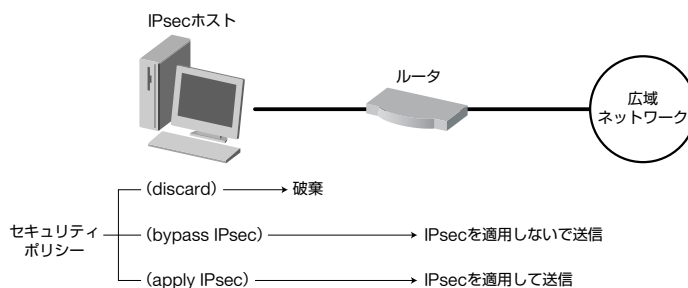 IPsecホスト
ルータ
広域
ネットワーク
(discard)
破棄
セキュリティ
ポリシー
(bypass IPsec)
IPsecを適用しないで送信
(apply IPsec)
IPsecを適用して送信